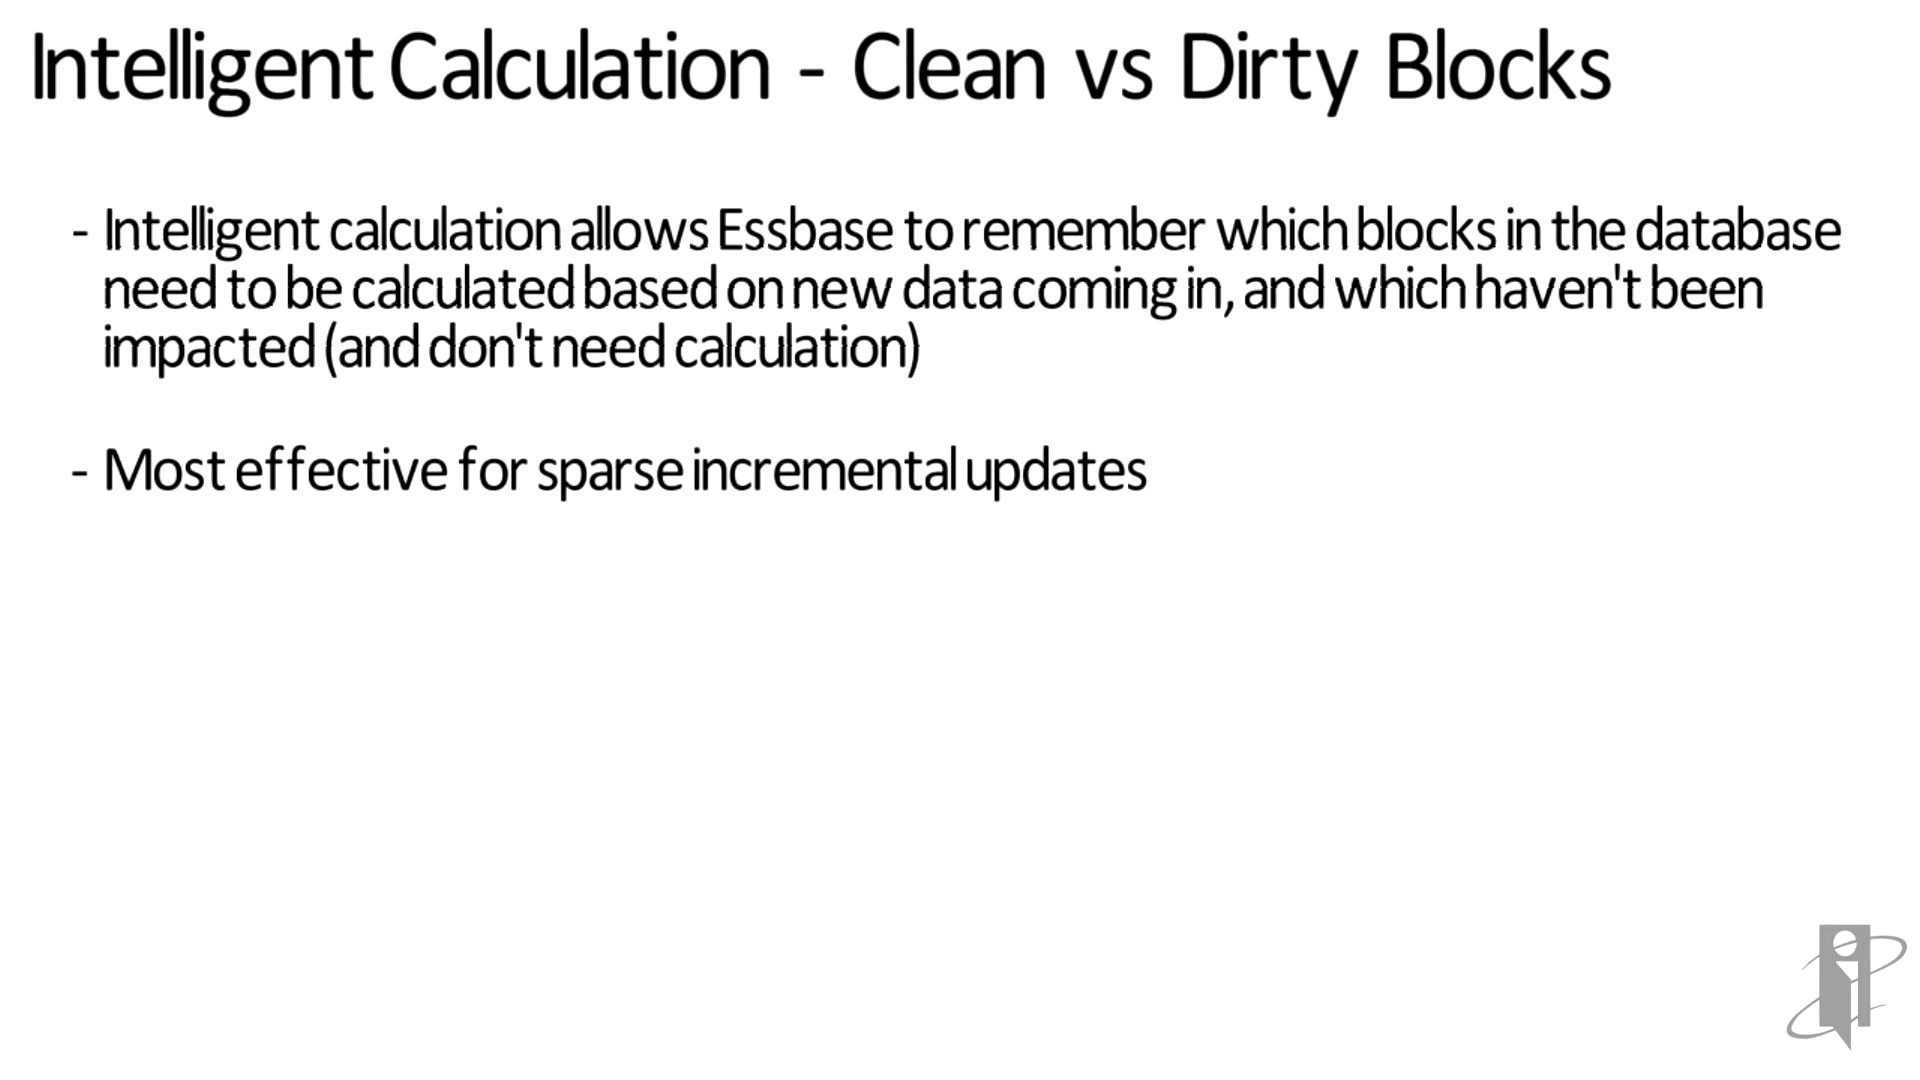 Intelligent Calculation - Clean vs Dirty Blocks
- Intelligent calculation allows Essbase to remember which blocks in the database
need to be calculated based on new data coming in, and which haven't been
impacted (and don't need calculation)
- Most effective for sparse incremental updates